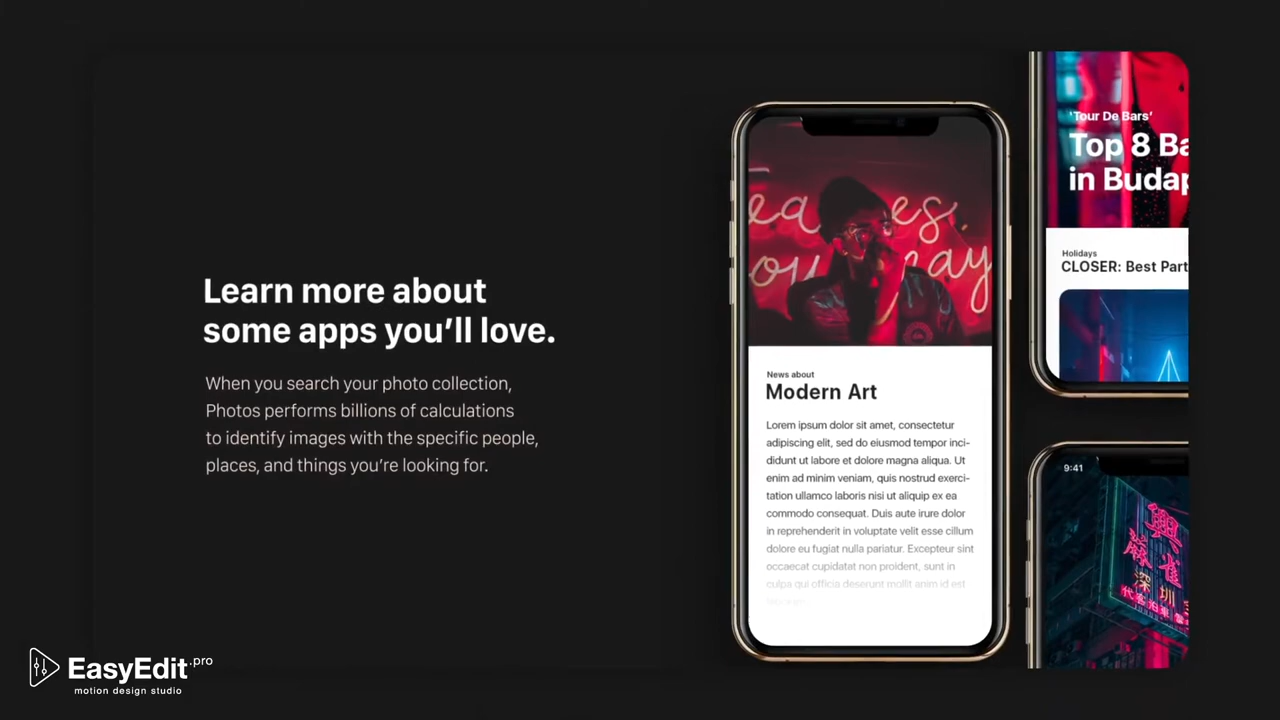 Learn more about
some apps you'll love.
When you search your photo collection,
Photos performs billions of calculations
to identify images with the specific people,
places, and things you're looking for.
News about
Modern Art
Lorem ipsum dolor sit amet, consectetur
adipiscing elit, sed do eiusmod tempor inci-
didunt ut labore et dolore magna aliqua. Ut
enim ad minim veniam, quis nostrud exerci-
tation ullamco laboris nisi ut aliquip ex ea
commodo consequat. Duis aute irure dolor
in reprehenderit in voluptate velit esse cillum
dolore eu fugiat nulla pariatur. Excepteur sint
occaecat cupidatat non proident, sunt in
culpa qui officia deserunt mollit anim id est
'Tour De Bars'
Top 8 Ba
in Budap
Holidays
CLOSER: Best Part
9:41
興
雀
深圳
EasyEdit.pro
motion design studio